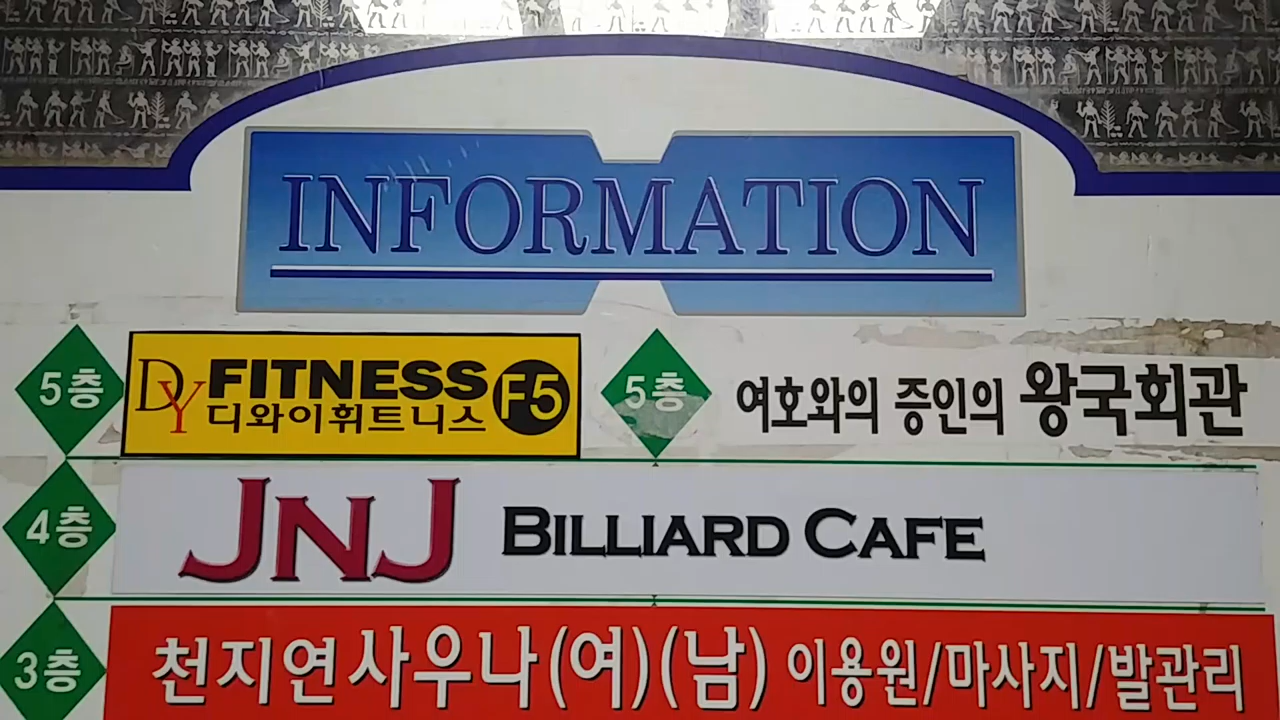 INFORMATION
5층 DY FITNESS F5
디와이휘트니스
5층 여호와의 증인의 왕국회관
4층 JNJ BILLIARD CAFE
3층 천지연사우나(여)(남) 이용원/마사지/발관리